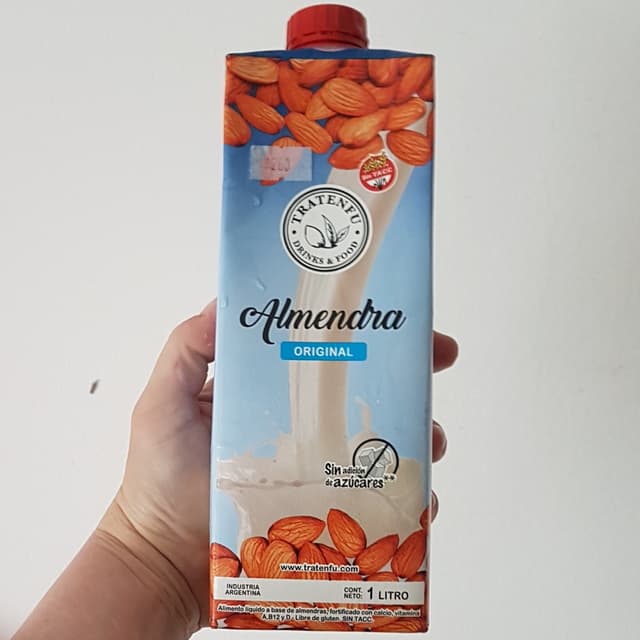 Sin T.A.C.C.
TRATENFU
DRINKS & FOOD
Almendra
ORIGINAL
Sin adición
de azúcares**
www.tratenfu.com
INDUSTRIA
ARGENTINA
CONT.
NETO: 1 LITRO
Alimento líquido a base de almendras, fortificado con calcio, vitamina
A,B12 y D - Libre de gluten. SIN TACC